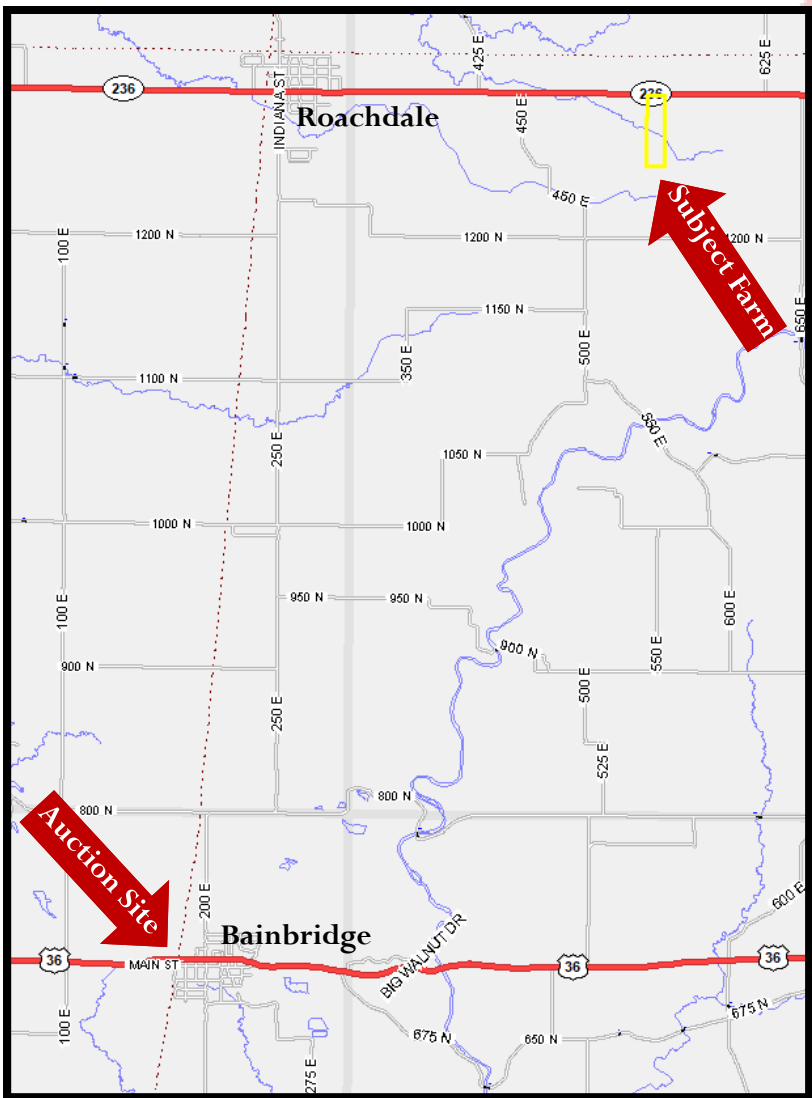 425 E
625 E
236
236
INDIANA ST
Roachdale
450 E
450 E
Subject Farm
100 E
1200 N
1200 N
1200 N
1150 N
650 E
500 E
350 E
1100 N
550 E
250 E
1050 N
1000 N
1000 N
950 N
950 N
100 E
600 E
900 N
550 E
900 N
500 E
250 E
525 E
800 N
800 N
Auction Site
200 E
600 E
Bainbridge
BIG WALNUT DR
36
MAIN ST
36
36
675 N
100 E
675 N
650 N
275 E